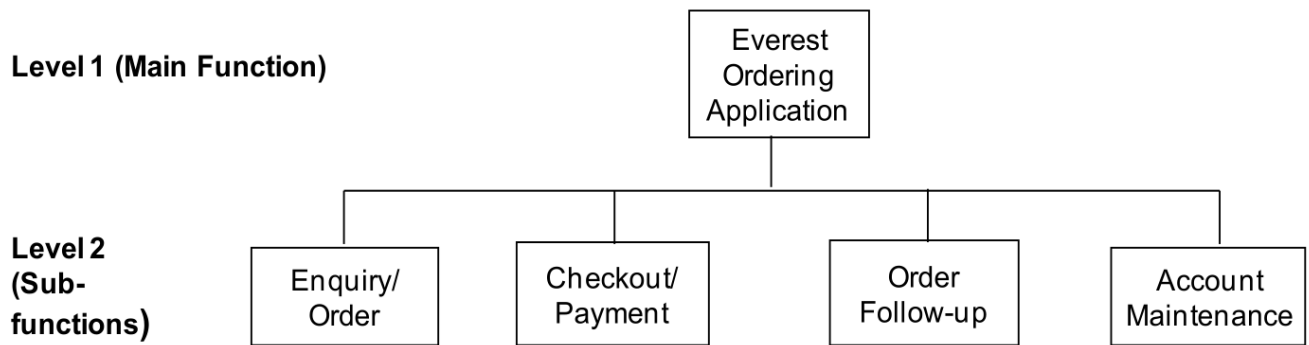 Level 1 (Main Function)
Everest
Ordering
Application
Level 2
(Sub-
functions)
Enquiry/
Order
Checkout/
Payment
Order
Follow-up
Account
Maintenance